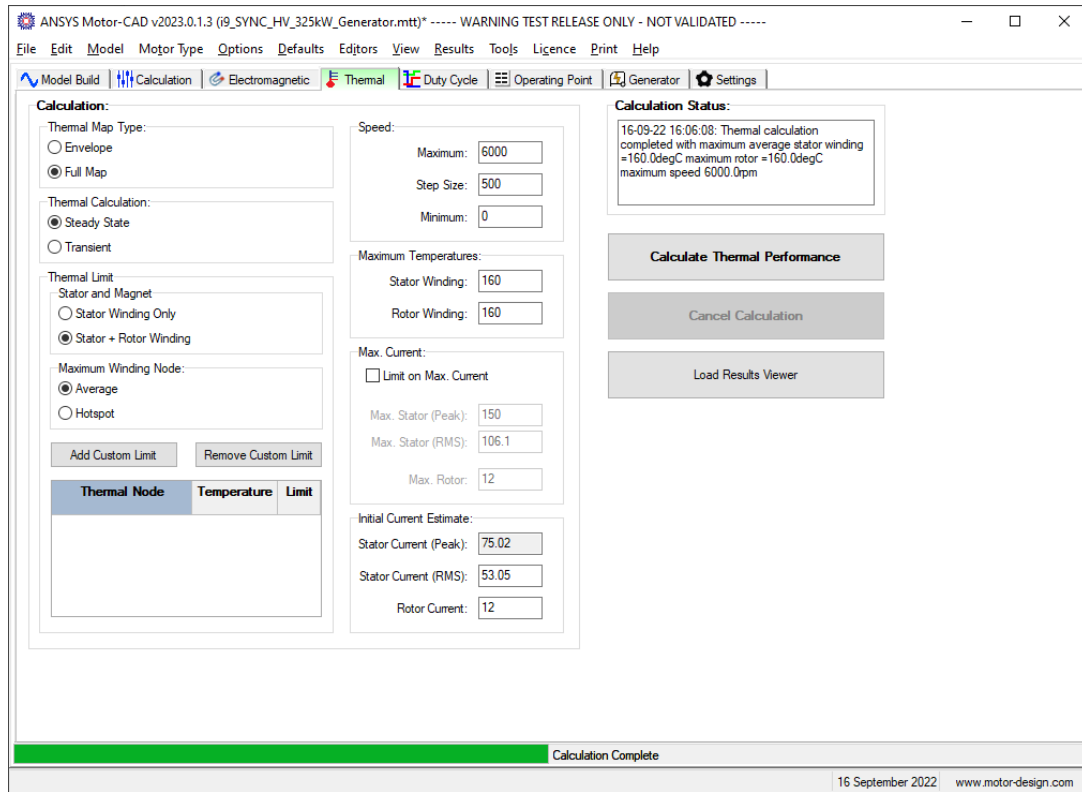 ANSYS Motor-CAD v2023.0.1.3 (i9_SYNC_HV_325kW_Generator.mtt)* ----- WARNING TEST RELEASE ONLY - NOT VALIDATED -----
File Edit Model Motor Type Options Defaults Editors View Results Tools Licence Print Help
Model Build Calculation Electromagnetic Thermal Duty Cycle Operating Point Generator Settings
Calculation:
Thermal Map Type:
Envelope
Full Map
Thermal Calculation:
Steady State
Transient
Thermal Limit
Stator and Magnet
Stator Winding Only
Stator + Rotor Winding
Maximum Winding Node:
Average
Hotspot
Add Custom Limit Remove Custom Limit
Thermal Node Temperature Limit
Speed:
Maximum: 6000
Step Size: 500
Minimum: 0
Maximum Temperatures:
Stator Winding: 160
Rotor Winding: 160
Max. Current:
Limit on Max. Current
Max. Stator (Peak): 150
Max. Stator (RMS): 106.1
Max. Rotor: 12
Initial Current Estimate:
Stator Current (Peak): 75.02
Stator Current (RMS): 53.05
Rotor Current: 12
Calculation Status:
16-09-22 16:06:08: Thermal calculation
completed with maximum average stator winding
=160.0degC maximum rotor =160.0degC
maximum speed 6000.0rpm
Calculate Thermal Performance
Cancel Calculation
Load Results Viewer
Calculation Complete
16 September 2022 www.motor-design.com